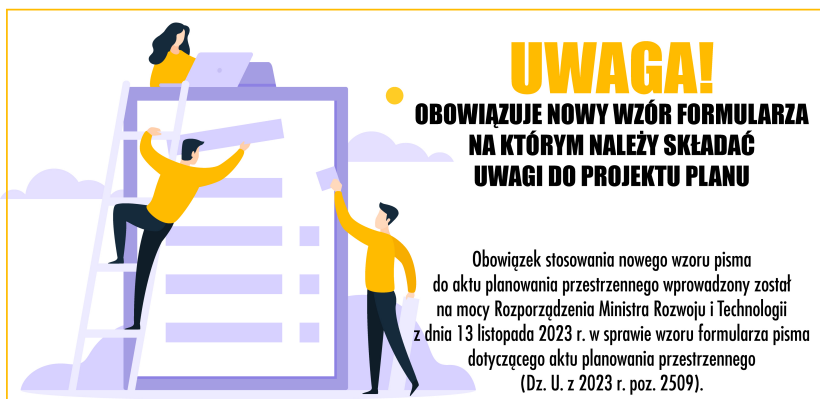 UWAGA!
OBOWIĄZUJE NOWY WZÓR FORMULARZA
NA KTÓRYM NALEŻY SKŁADAĆ
UWAGI DO PROJEKTU PLANU
Obowiązek stosowania nowego wzoru pisma
do aktu planowania przestrzennego wprowadzony został
na mocy Rozporządzenia Ministra Rozwoju i Technologii
z dnia 13 listopada 2023 r. w sprawie wzoru formularza pisma
dotyczącego aktu planowania przestrzennego
(Dz. U. z 2023 r. poz. 2509).